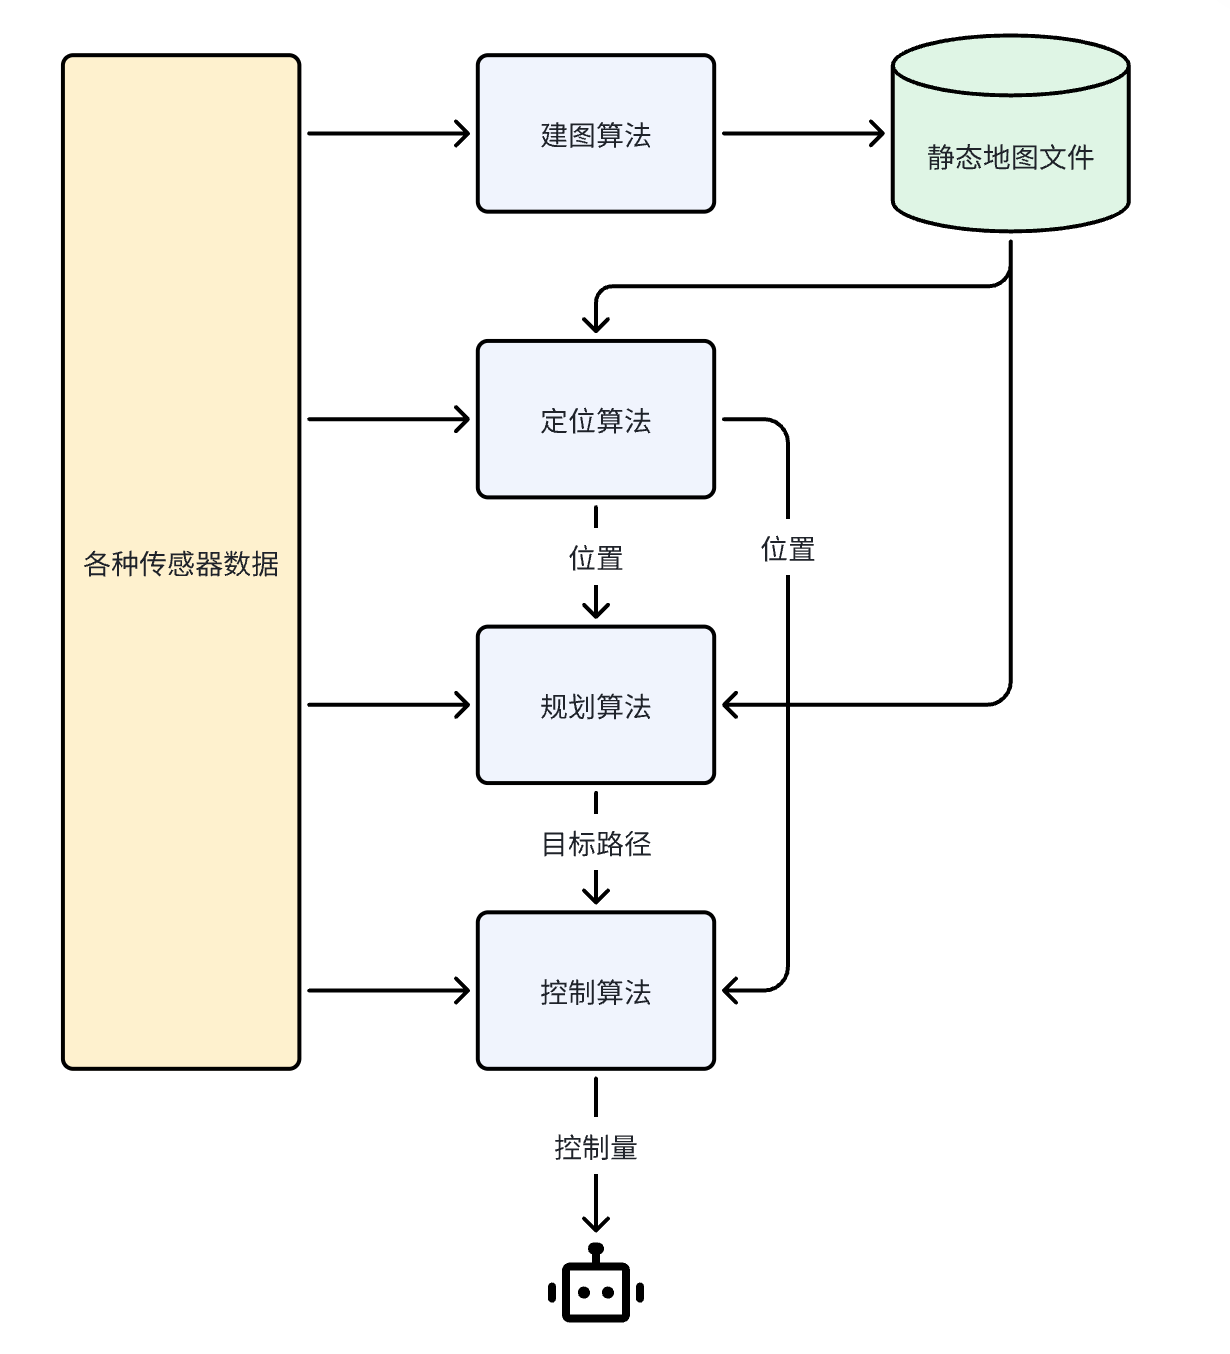 建图算法
静态地图文件
定位算法
各种传感器数据
位置
位置
规划算法
目标路径
控制算法
控制量